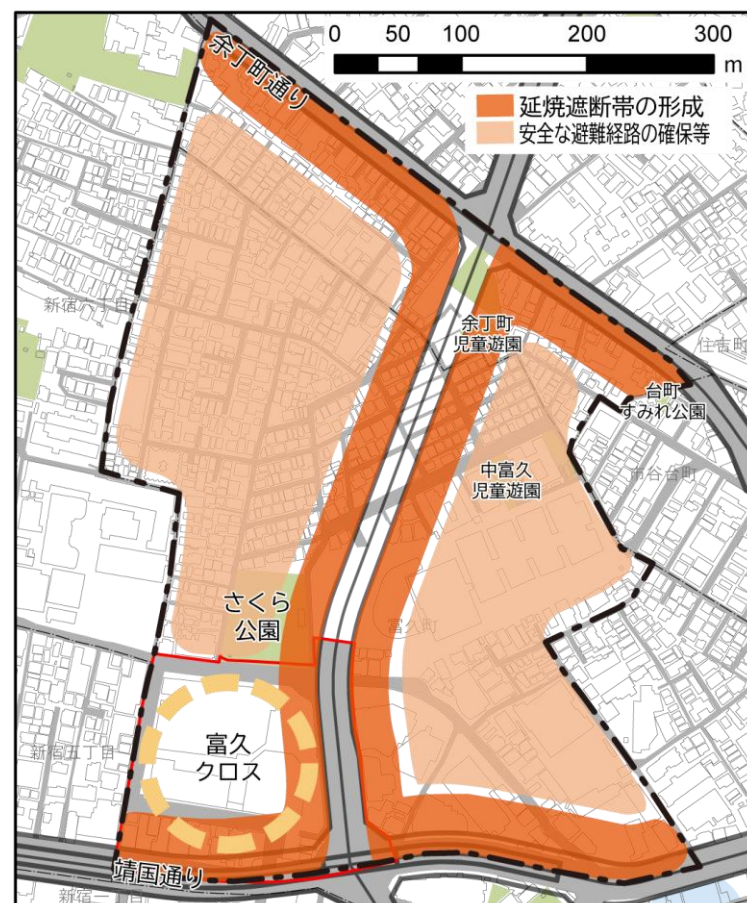 0 50 100 200 300
m
延焼遮断帯の形成
安全な避難経路の確保等
余丁町通り
新宿六丁目
余丁町
児童遊園
住吉町
台町
すみれ公園
市谷台町
中富久
児童遊園
さくら
公園
富久町
富久
クロス
新宿五丁目
靖国通り
新宿一丁目